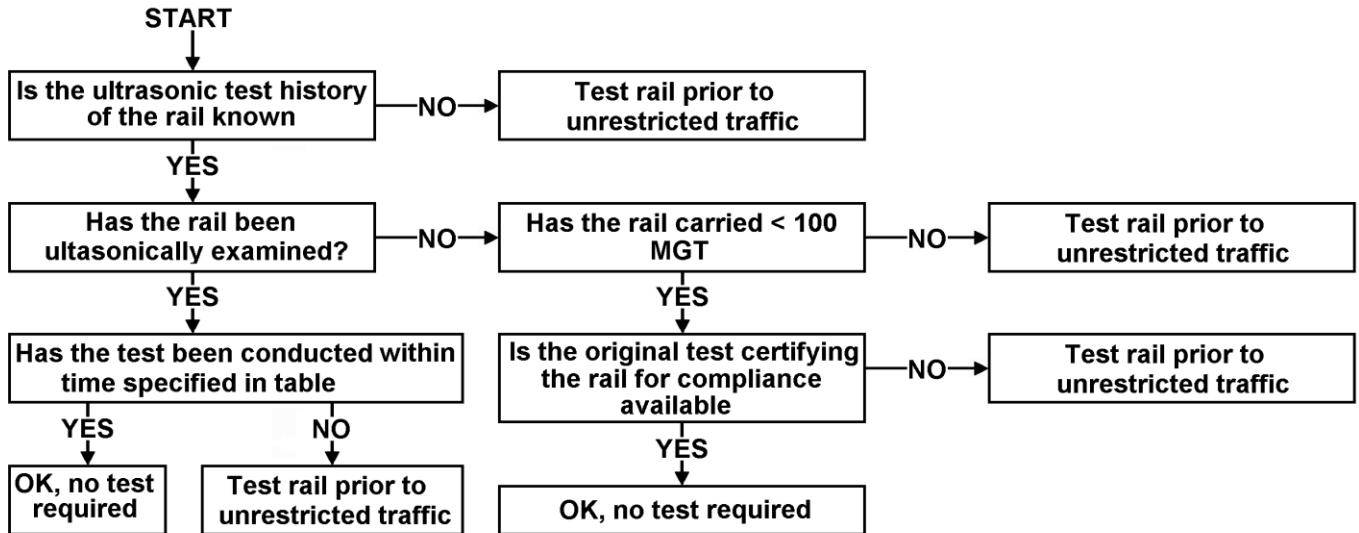 START
Is the ultrasonic test history
of the rail known
NO
Test rail prior to
unrestricted traffic
YES
Has the rail been
ultasonically examined?
NO
Has the rail carried < 100
MGT
NO
Test rail prior to
unrestricted traffic
YES
YES
Has the test been conducted within
time specified in table
Is the original test certifying
the rail for compliance
available
NO
Test rail prior to
unrestricted traffic
YES
NO
YES
OK, no test
required
Test rail prior to
unrestricted traffic
OK, no test required